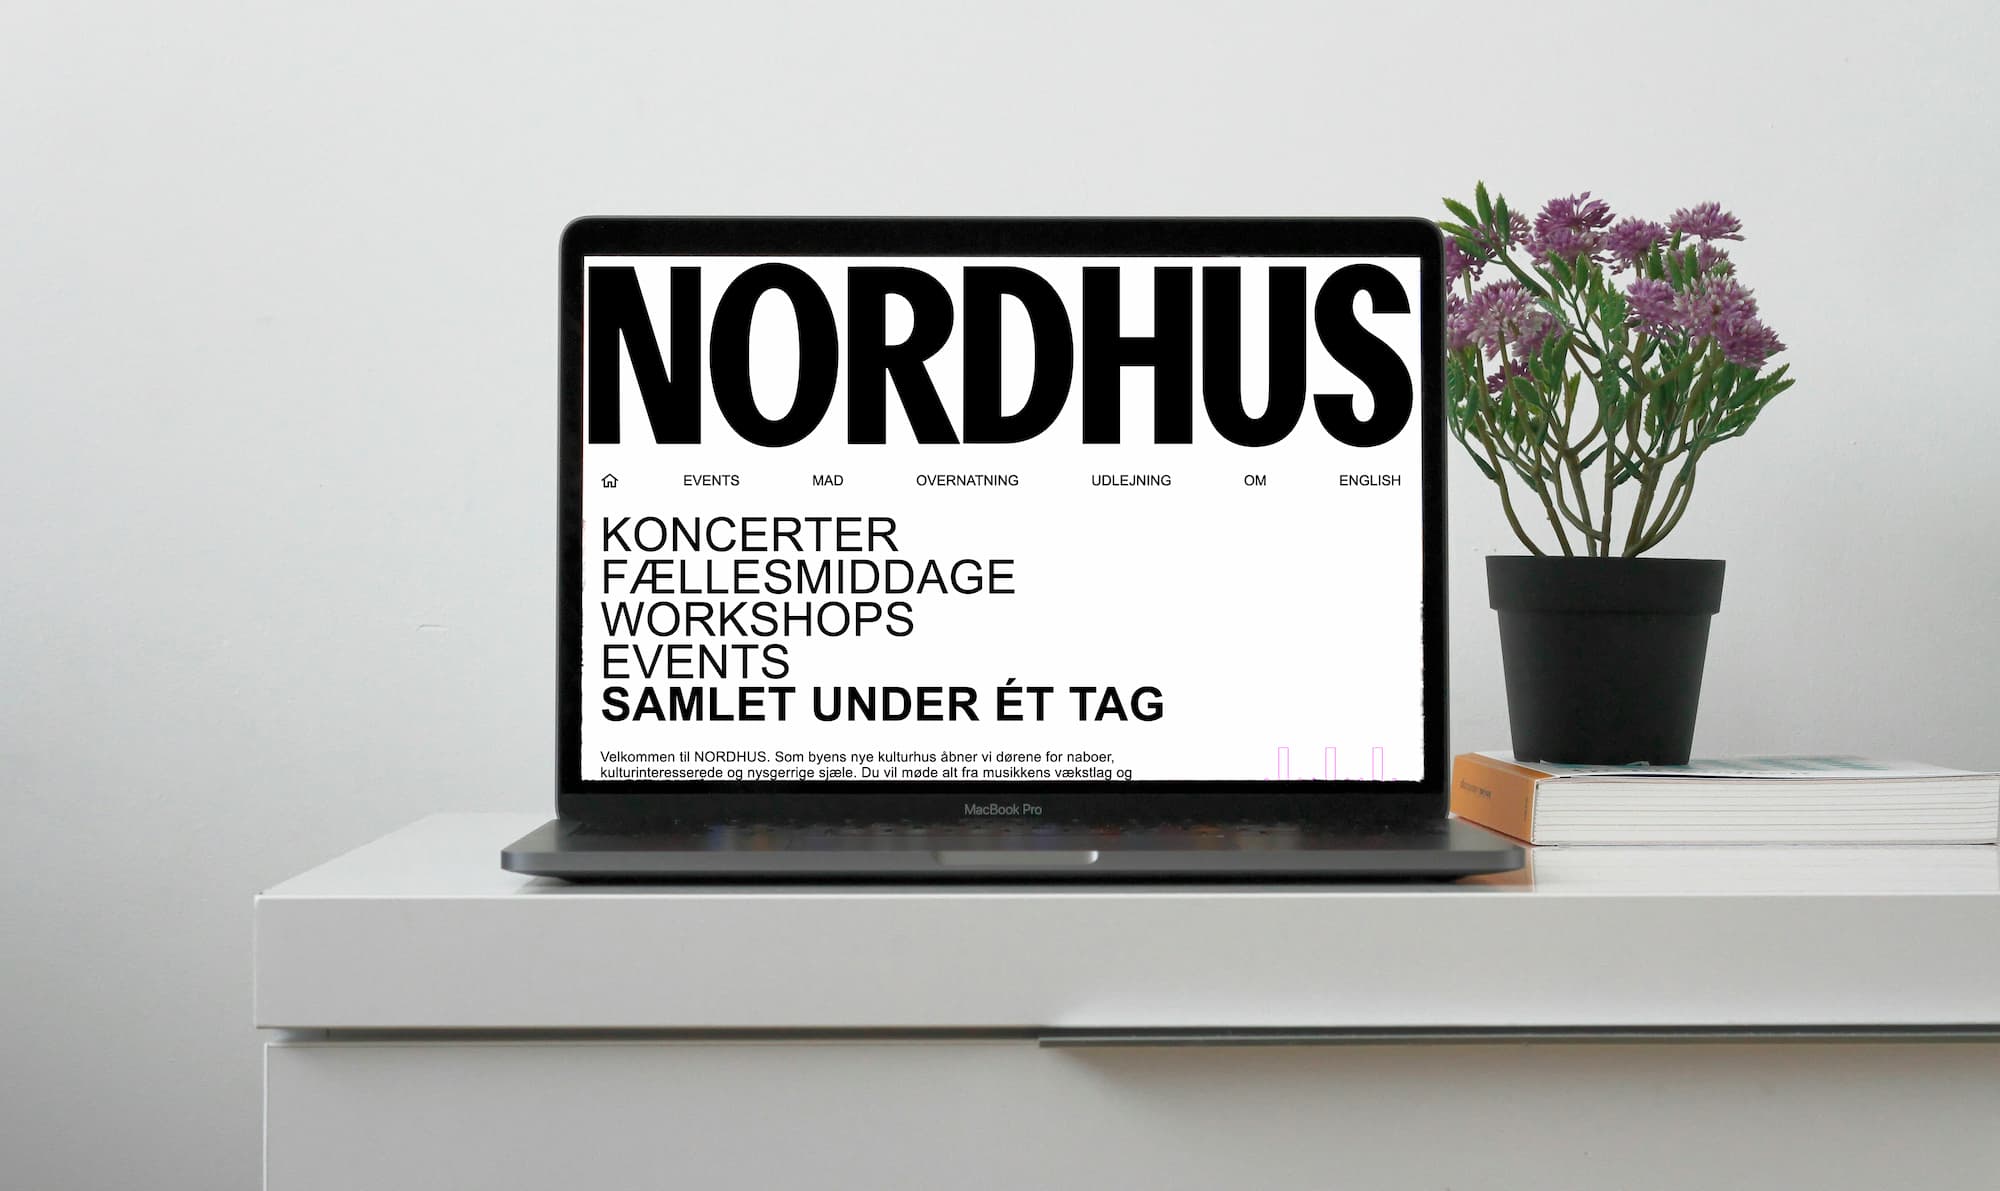 NORDHUS
EVENTS MAD OVERNATNING UDLEJNING OM ENGLISH
KONCERTER
FÆLLESMIDDAGE
WORKSHOPS
EVENTS
SAMLET UNDER ÉT TAG
Velkommen til NORDHUS. Som byens nye kulturhus åbner vi dørene for naboer,
kulturinteresserede og nysgerrige sjæle. Du vil møde alt fra musikkens vækstlag og
MacBook Pro